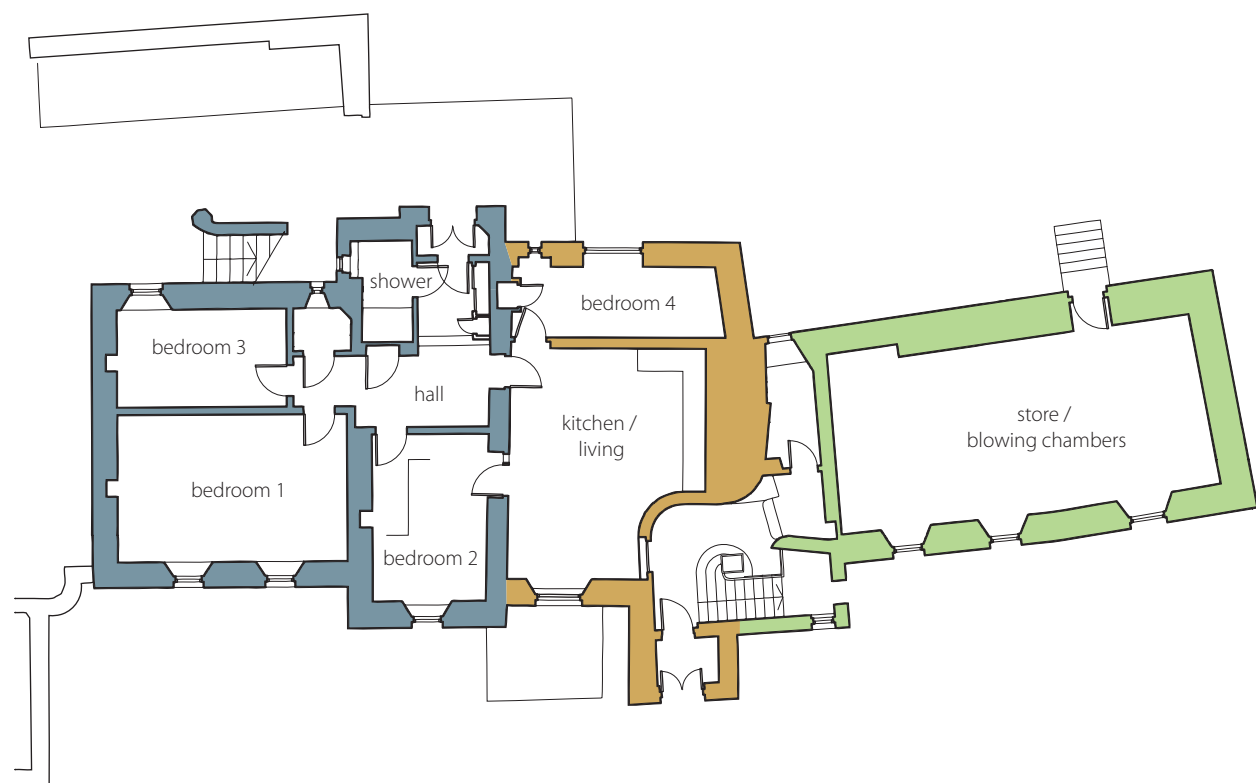 shower
bedroom 4
bedroom 3
hall
kitchen /
living
store /
blowing chambers
bedroom 1
bedroom 2